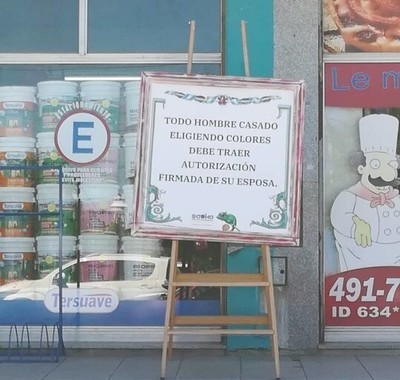 TODO HOMBRE CASADO
ELIGIENDO COLORES
DEBE TRAER
AUTORIZACIÓN
FIRMADA DE SU ESPOSA.
E
Tersuave
Le m
491-7
ID 634*